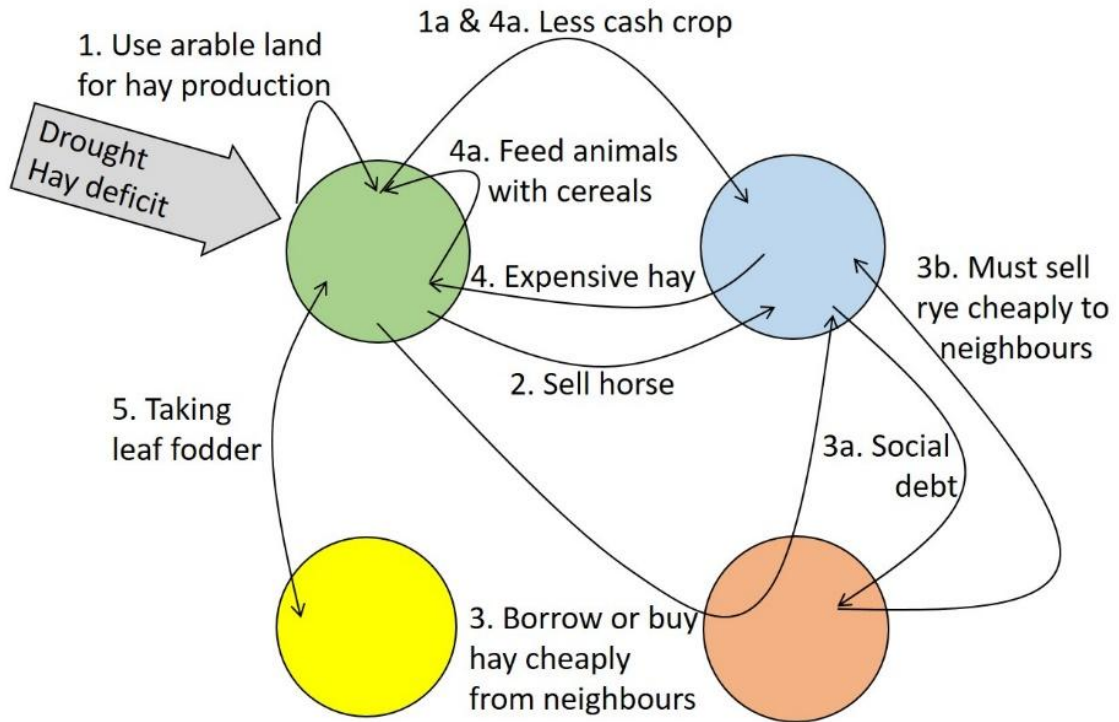 1a & 4a. Less cash crop
1. Use arable land
for hay production
Drought
Hay deficit
4a. Feed animals
with cereals
4. Expensive hay
3b. Must sell
rye cheaply to
neighbours
2. Sell horse
5. Taking
leaf fodder
3a. Social
debt
3. Borrow or buy
hay cheaply
from neighbours